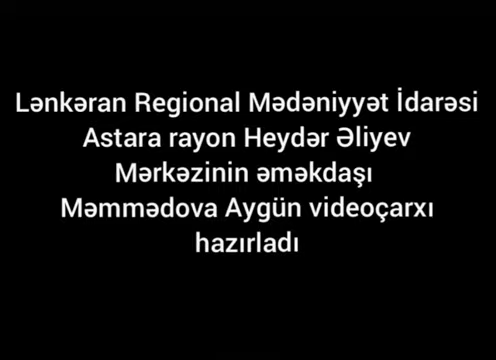 Lənkəran Regional Mədəniyyət İdarəsi
Astara rayon Heydər Əliyev
Mərkəzinin əməkdaşı
Məmmədova Aygün videoçarxı
hazırladı